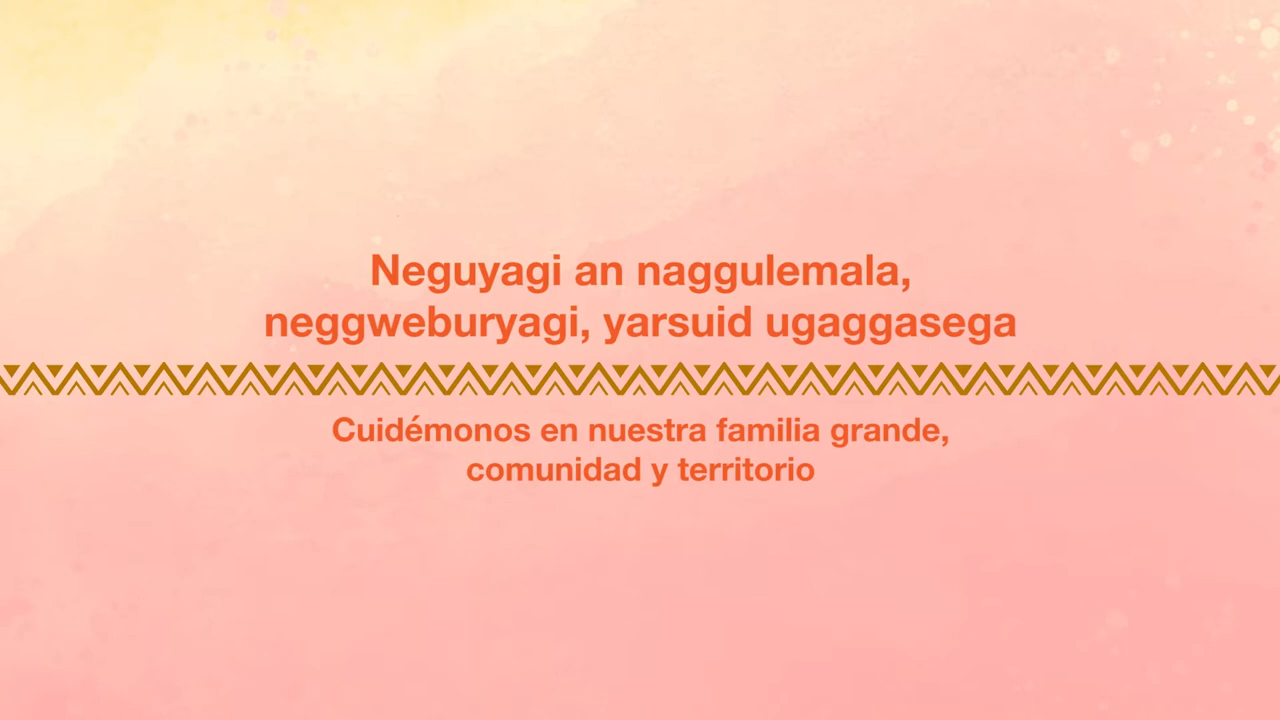 Neguyagi an naggulemala,
neggweburyagi, yarsuid ugaggasega
Cuidémonos en nuestra familia grande,
comunidad y territorio